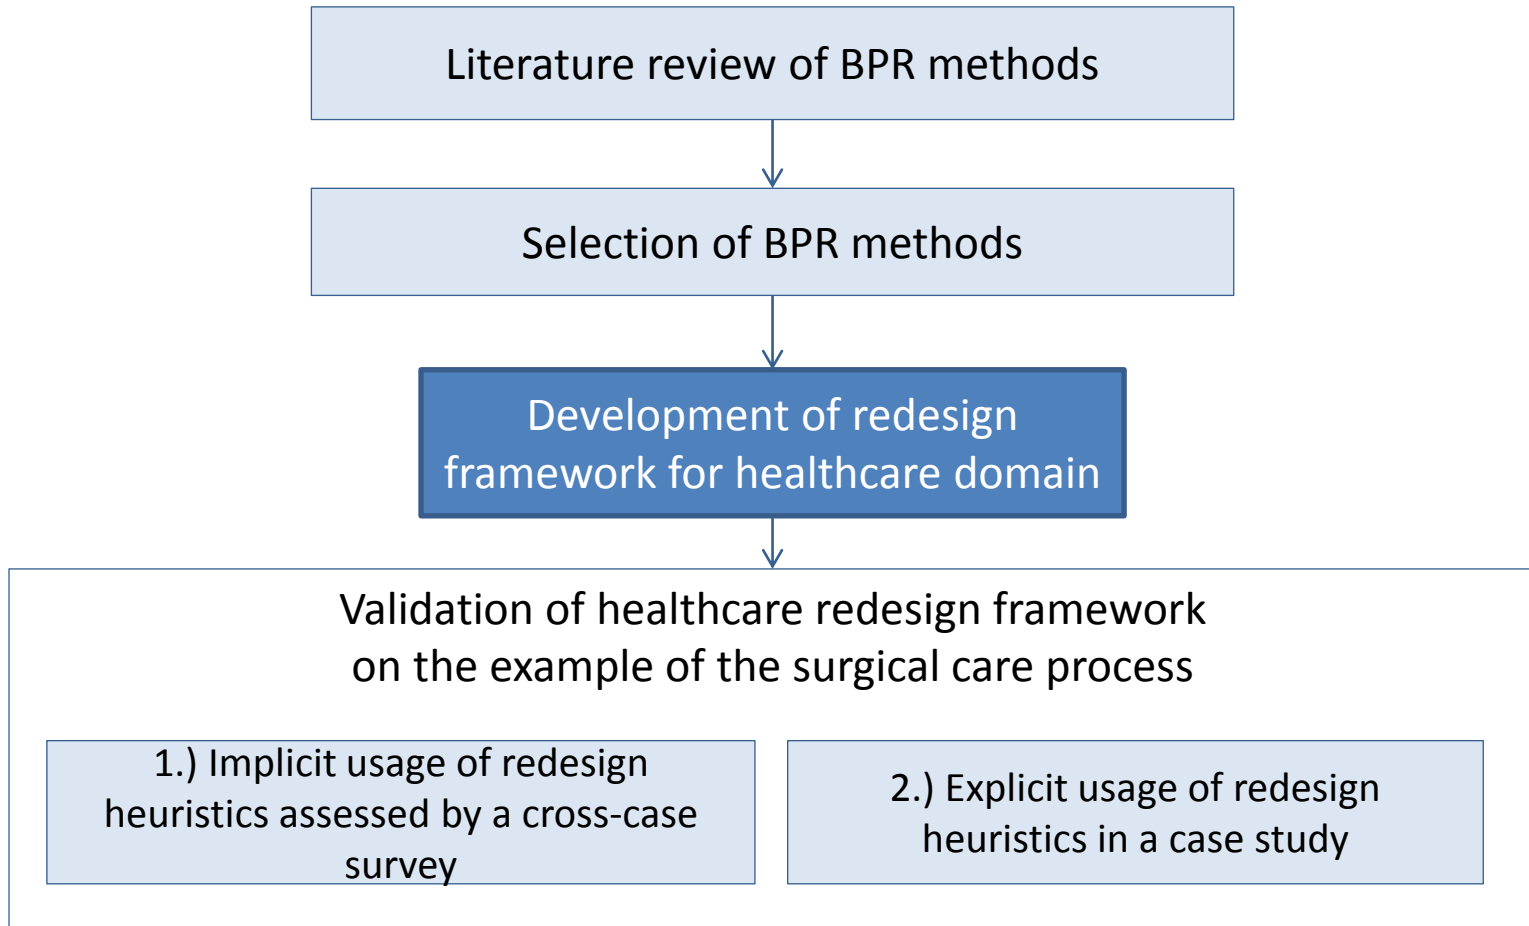 Literature review of BPR methods
Selection of BPR methods
Development of redesign
framework for healthcare domain
Validation of healthcare redesign framework
on the example of the surgical care process
1.) Implicit usage of redesign
heuristics assessed by a cross-case
survey
2.) Explicit usage of redesign
heuristics in a case study